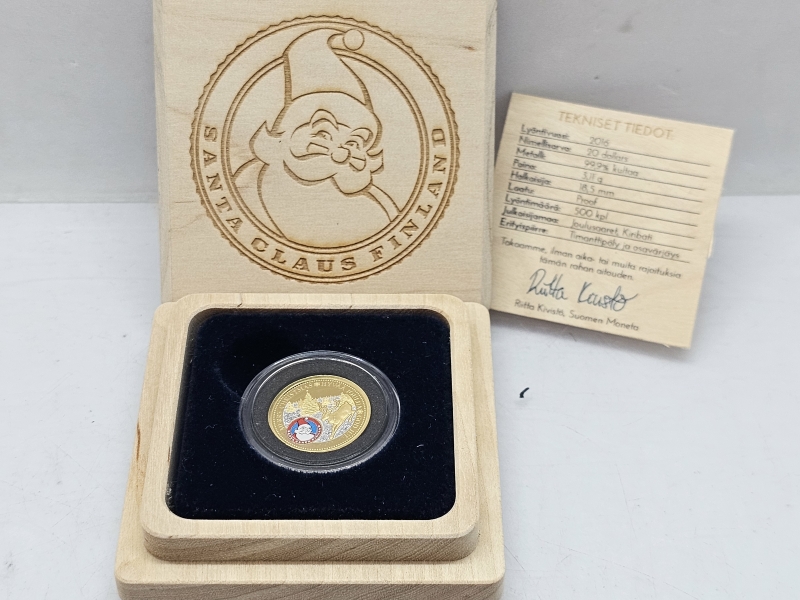 SANTA CLAUS FINLAND
TEKNISET TIEDOT:
Lyöntivuosi: 2016
Nimellisarvo: 20 dollaria
Metalli: 99.9% kultaa
Paino: 3,11 g
Halkaisija: 18,5 mm
Laatu: Proof
Lyöntimäärä: 500 kpl
Julkaisijamaa: Joulusaaret, Kiribati
Erityispiirre: Timanttipöly ja osavärjäys
Takaamme, ilman aika- tai muita rajoituksia
tämän rahan aitouden.
Riitta Kivistö, Suomen Moneta